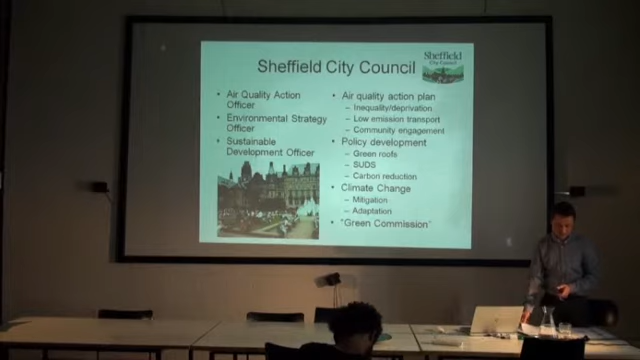 Sheffield City Council
Sheffield
City Council
• Air Quality Action
Officer
• Environmental Strategy
Officer
• Sustainable
Development Officer
• Air quality action plan
– Inequality/deprivation
– Low emission transport
– Community engagement
• Policy development
– Green roofs
– SUDS
– Carbon reduction
• Climate Change
– Mitigation
– Adaptation
• "Green Commission"